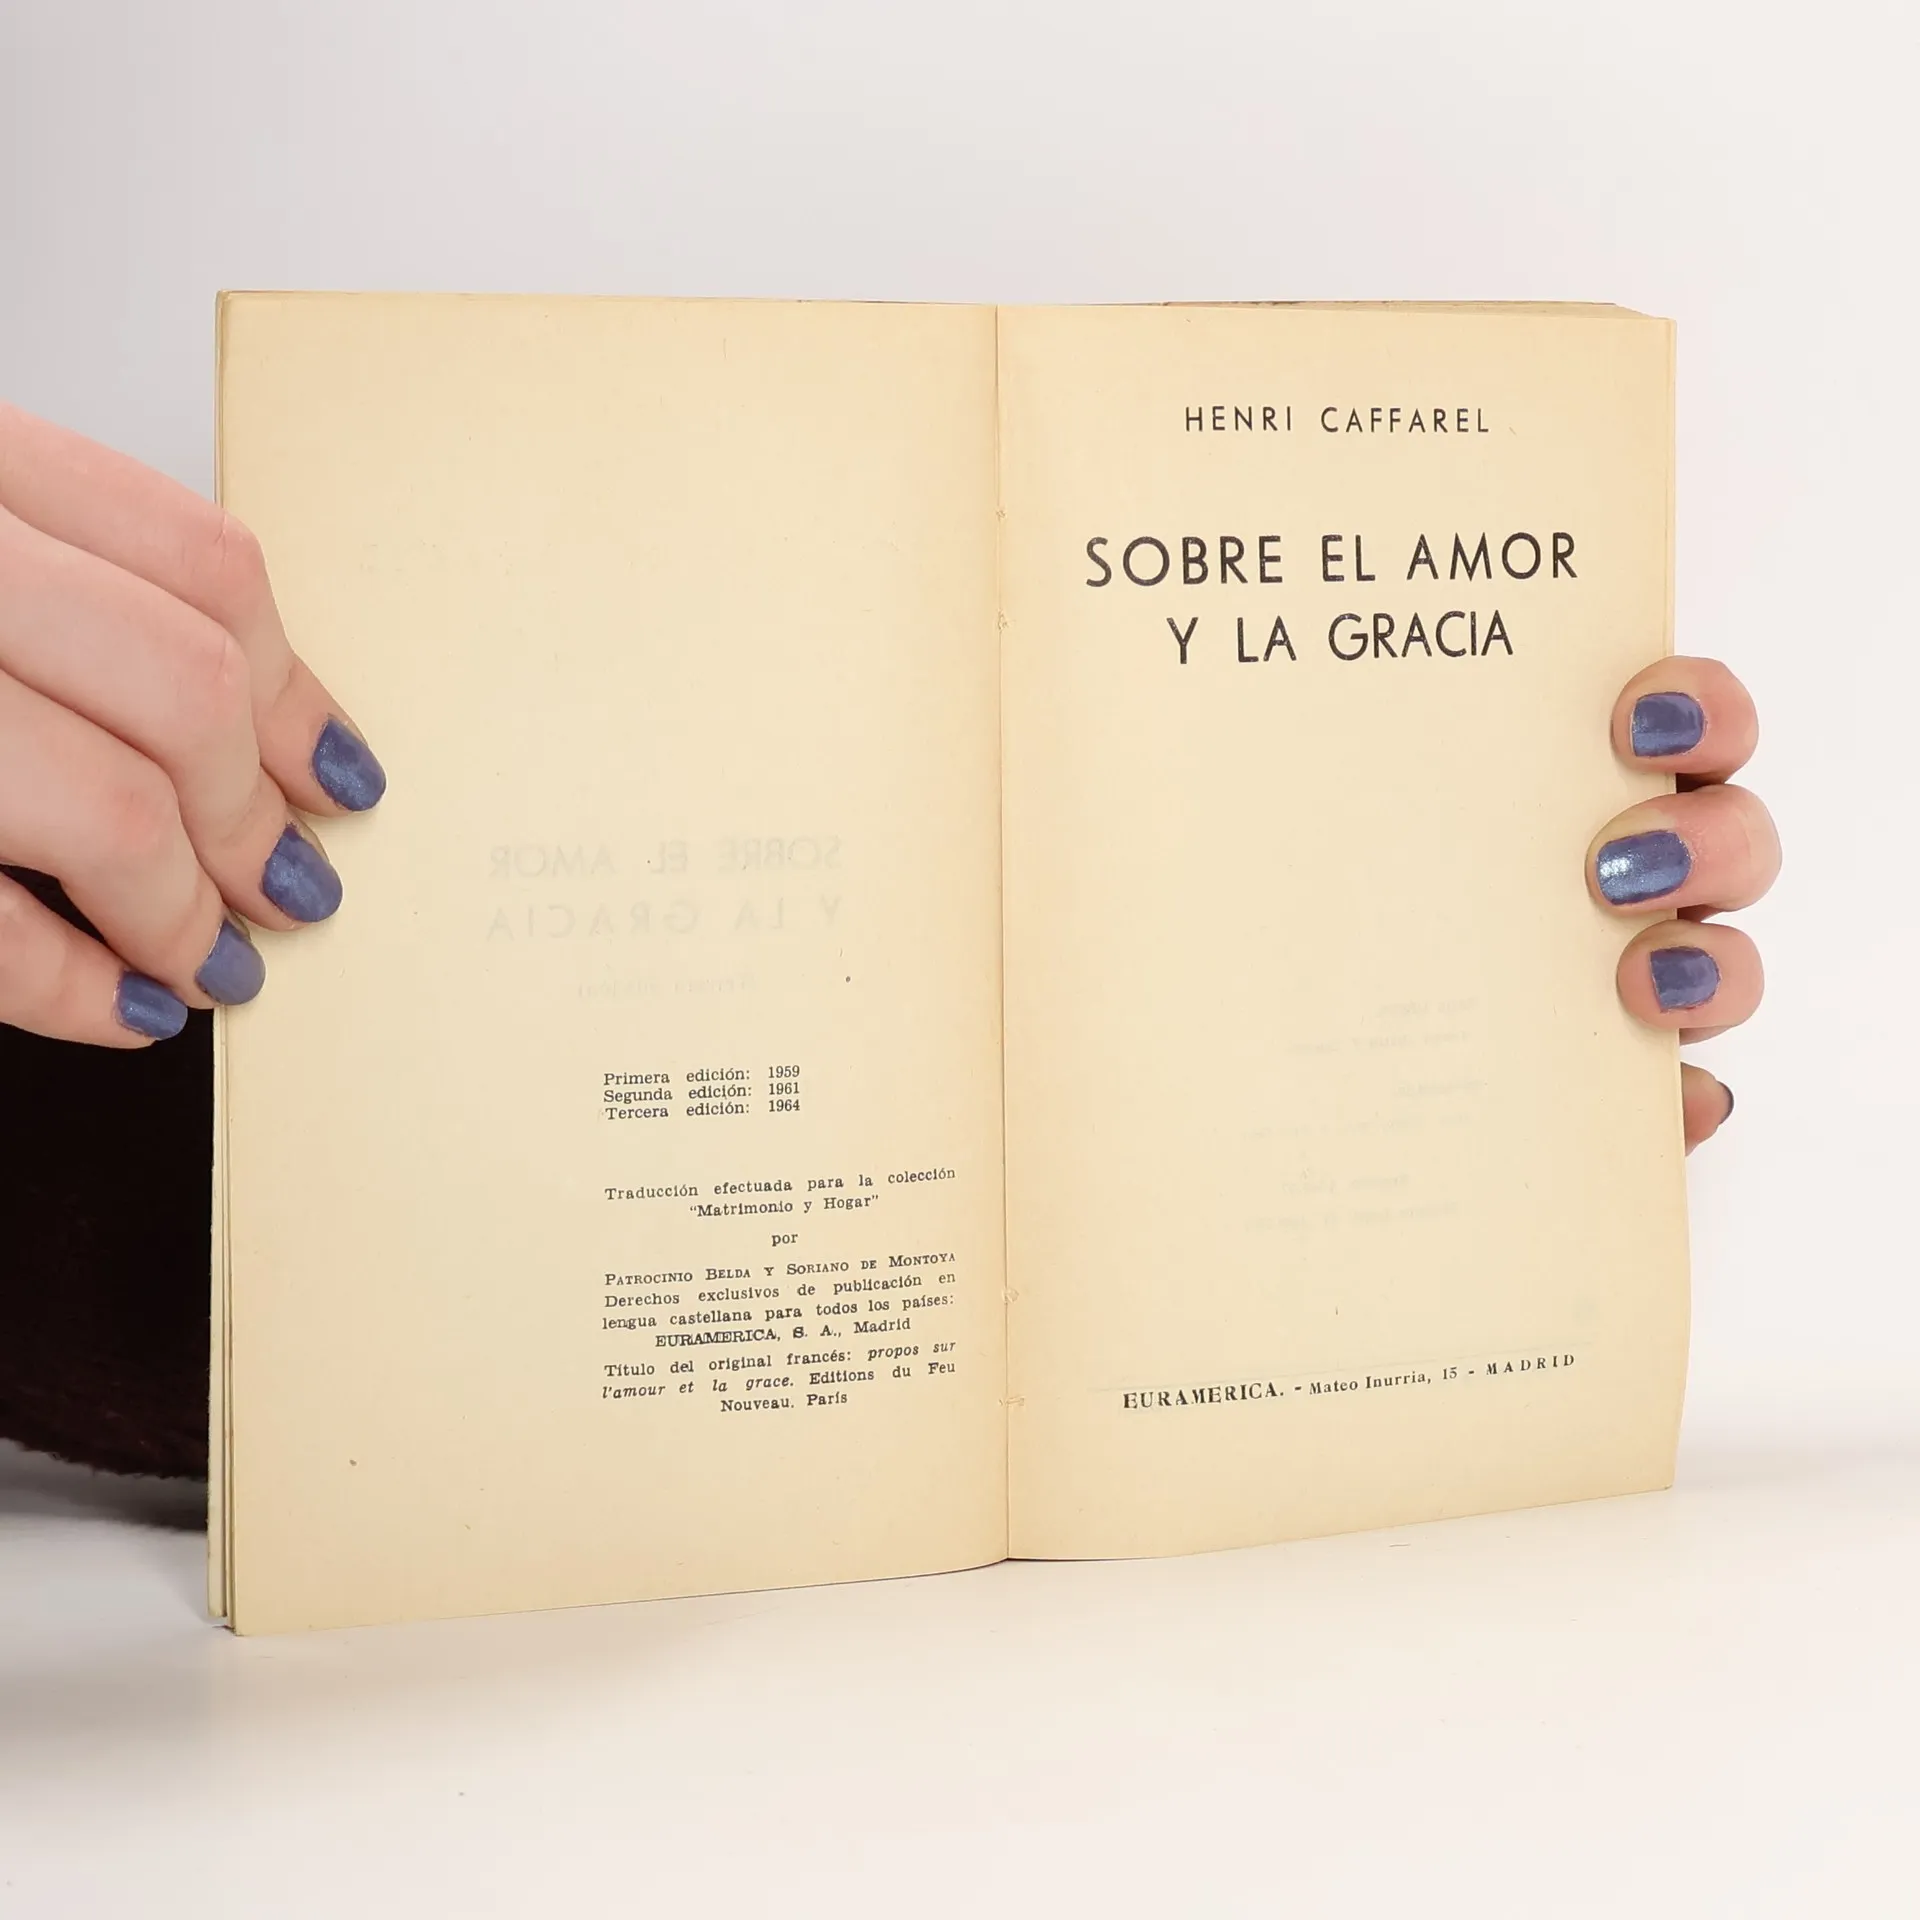 Primera edición: 1959
Segunda edición: 1961
Tercera edición: 1964
Traducción efectuada para la colección
“Matrimonio y Hogar”
por
PATROCINIO BELDA Y SORIANO DE MONTOYA
Derechos exclusivos de publicación en
lengua castellana para todos los países:
EURAMERICA, S. A., Madrid
Título del original francés: propos sur
l'amour et la grace. Editions du Feu
Nouveau. París
HENRI CAFFAREL
SOBRE EL AMOR
Y LA GRACIA
EURAMERICA. - Mateo Inurria, 15 - MADRID